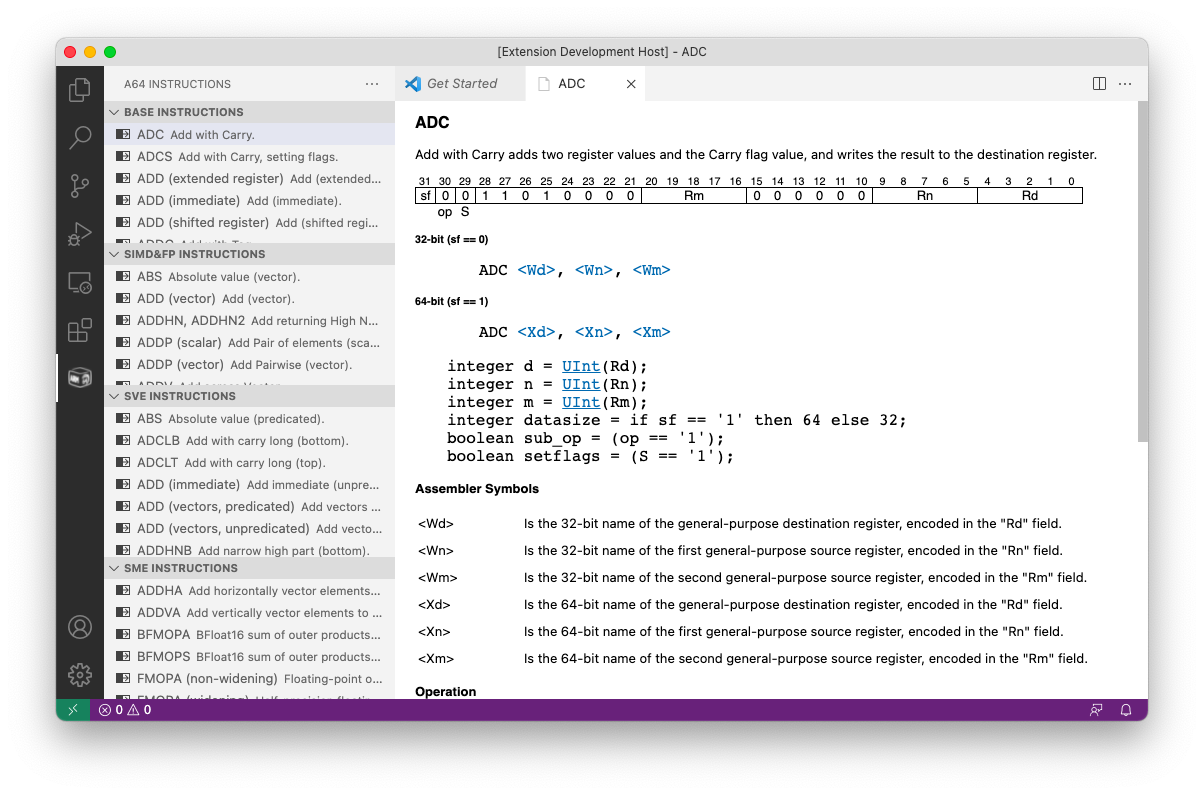 [Extension Development Host] - ADC
A64 INSTRUCTIONS
Get Started
ADC
BASE INSTRUCTIONS
ADC Add with Carry.
ADCS Add with Carry, setting flags.
ADD (extended register) Add (extended...
ADD (immediate) Add (immediate).
ADD (shifted register) Add (shifted regi...
SIMD&FP INSTRUCTIONS
ABS Absolute value (vector).
ADD (vector) Add (vector).
ADDHN, ADDHN2 Add returning High N...
ADDP (scalar) Add Pair of elements (sca...
ADDP (vector) Add Pairwise (vector).
SVE INSTRUCTIONS
ABS Absolute value (predicated).
ADCLB Add with carry long (bottom).
ADCLT Add with carry long (top).
ADD (immediate) Add immediate (unpre...
ADD (vectors, predicated) Add vectors ...
ADD (vectors, unpredicated) Add vecto...
ADDHNB Add narrow high part (bottom).
SME INSTRUCTIONS
ADDHA Add horizontally vector elements...
ADDVA Add vertically vector elements to ...
BFMOPA BFloat16 sum of outer products...
BFMOPS BFloat16 sum of outer products...
FMOPA (non-widening) Floating-point o...
ADC
Add with Carry adds two register values and the Carry flag value, and writes the result to the destination register.
31 30 29 28 27 26 25 24 23 22 21 20 19 18 17 16 15 14 13 12 11 10 9 8 7 6 5 4 3 2 1 0
sf 0 0 1 1 0 1 0 0 0 0 Rm 0 0 0 0 0 0 Rn Rd
op S
32-bit (sf == 0)
ADC <Wd>, <Wn>, <Wm>
64-bit (sf == 1)
ADC <Xd>, <Xn>, <Xm>
integer d = UInt(Rd);
integer n = UInt(Rn);
integer m = UInt(Rm);
integer datasize = if sf == '1' then 64 else 32;
boolean sub_op = (op == '1');
boolean setflags = (S == '1');
Assembler Symbols
<Wd> Is the 32-bit name of the general-purpose destination register, encoded in the "Rd" field.
<Wn> Is the 32-bit name of the first general-purpose source register, encoded in the "Rn" field.
<Wm> Is the 32-bit name of the second general-purpose source register, encoded in the "Rm" field.
<Xd> Is the 64-bit name of the general-purpose destination register, encoded in the "Rd" field.
<Xn> Is the 64-bit name of the first general-purpose source register, encoded in the "Rn" field.
<Xm> Is the 64-bit name of the second general-purpose source register, encoded in the "Rm" field.
Operation
0 0